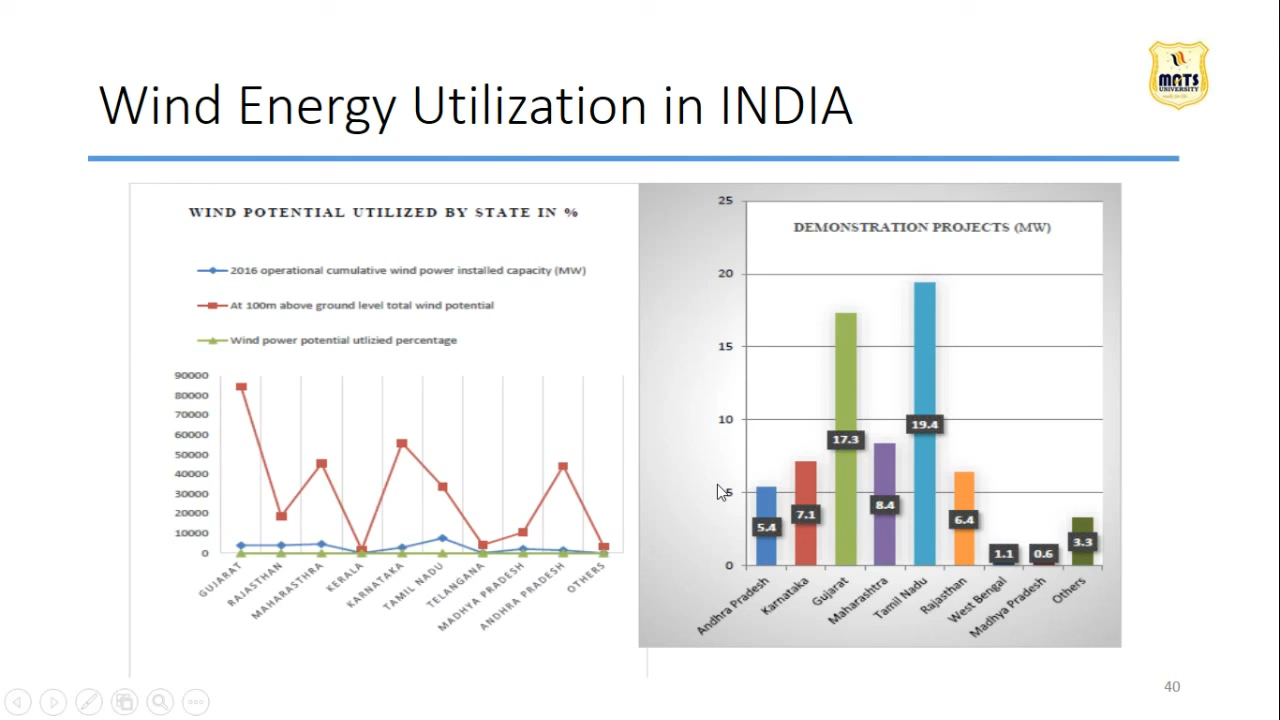 Wind Energy Utilization in INDIA
MATS
UNIVERSITY
WIND POTENTIAL UTILIZED BY STATE IN %
2016 operational cumulative wind power installed capacity (MW)
At 100m above ground level total wind potential
Wind power potential utlizied percentage
90000
80000
70000
60000
50000
40000
30000
20000
10000
0
GUJARAT
RAJASTHAN
MAHARASTHRA
KERALA
KARNATAKA
TAMIL NADU
TELANGANA
MADHYA PRADESH
ANDHRA PRADESH
OTHERS
DEMONSTRATION PROJECTS (MW)
25
20
15
10
5
0
5.4
7.1
17.3
8.4
19.4
6.4
1.1
0.6
3.3
Andhra Pradesh
Karnataka
Gujarat
Maharashtra
Tamil Nadu
Rajasthan
West Bengal
Madhya Pradesh
Others
40